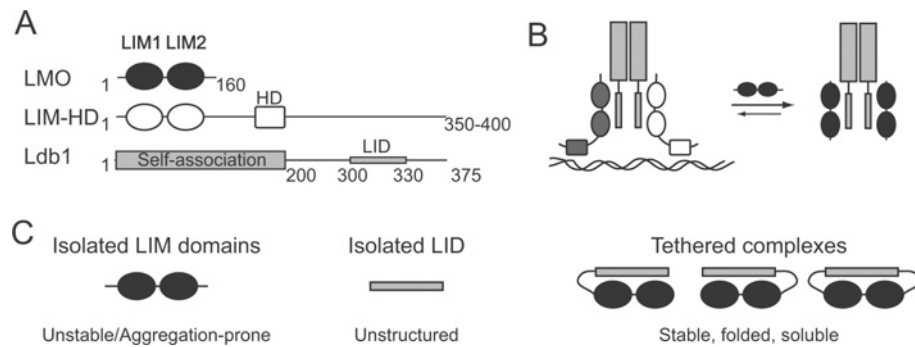 A
LIM1 LIM2
LMO 1 160
HD
LIM-HD 1 350-400
Ldb1 1 Self-association LID
200 300 330 375
B
C
Isolated LIM domains Isolated LID Tethered complexes
Unstable/Aggregation-prone Unstructured Stable, folded, soluble